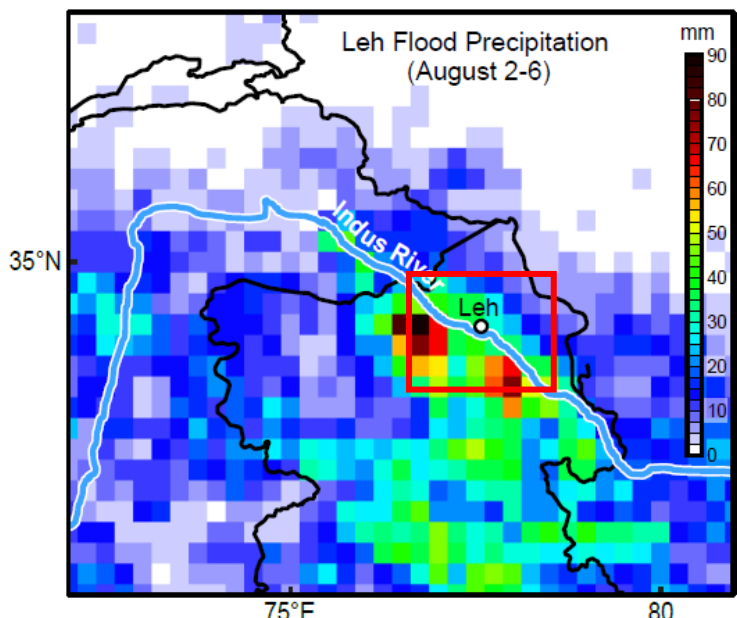 Leh Flood Precipitation
(August 2-6)
mm
90
80
70
60
50
40
30
20
10
0
35°N
Indus River
Leh
75°E
80